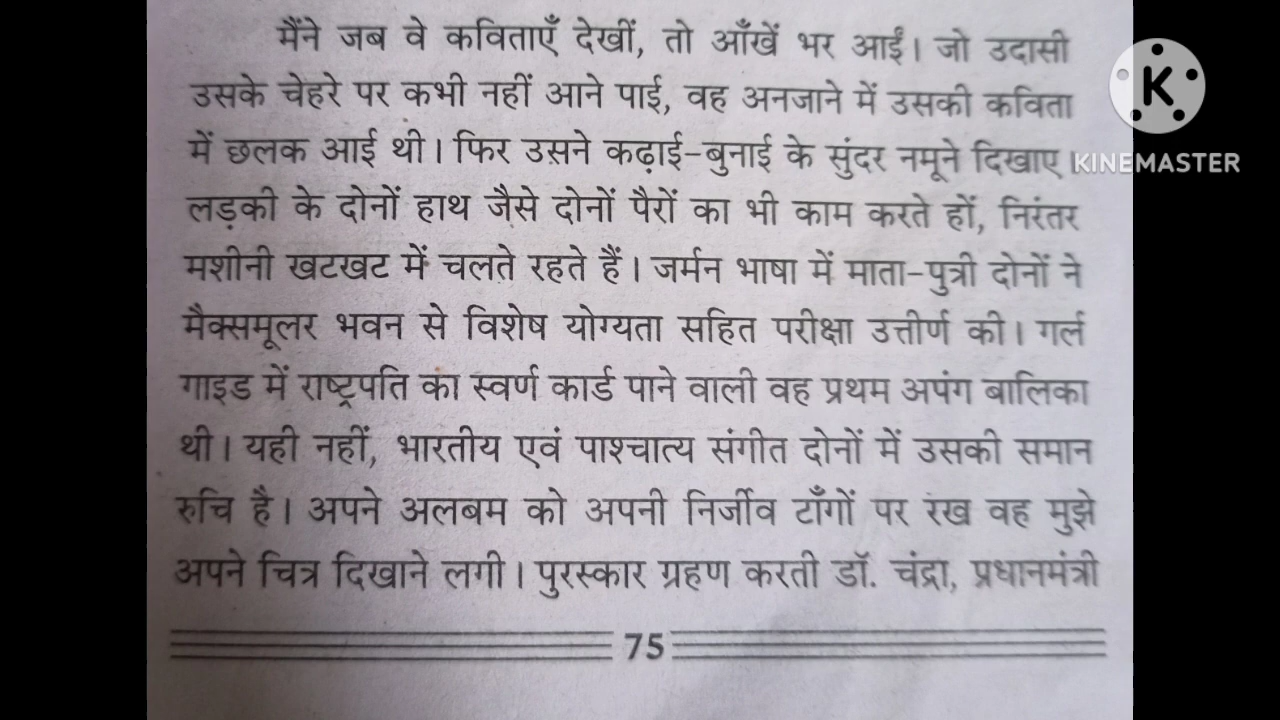 मैंने जब वे कविताएँ देखीं, तो आँखें भर आईं। जो उदासी
उसके चेहरे पर कभी नहीं आने पाई, वह अनजाने में उसकी कविता
में छलक आई थी। फिर उसने कढ़ाई-बुनाई के सुंदर नमूने दिखाए।
लड़की के दोनों हाथ जैसे दोनों पैरों का भी काम करते हों, निरंतर
मशीनी खटखट में चलते रहते हैं। जर्मन भाषा में माता-पुत्री दोनों ने
मैक्समूलर भवन से विशेष योग्यता सहित परीक्षा उत्तीर्ण की। गर्ल
गाइड में राष्ट्रपति का स्वर्ण कार्ड पाने वाली वह प्रथम अपंग बालिका
थी। यही नहीं, भारतीय एवं पाश्चात्य संगीत दोनों में उसकी समान
रुचि है। अपने अलबम को अपनी निर्जीव टाँगों पर रख वह मुझे
अपने चित्र दिखाने लगी। पुरस्कार ग्रहण करती डॉ. चंद्रा, प्रधानमंत्री
75
K
KINEMASTER